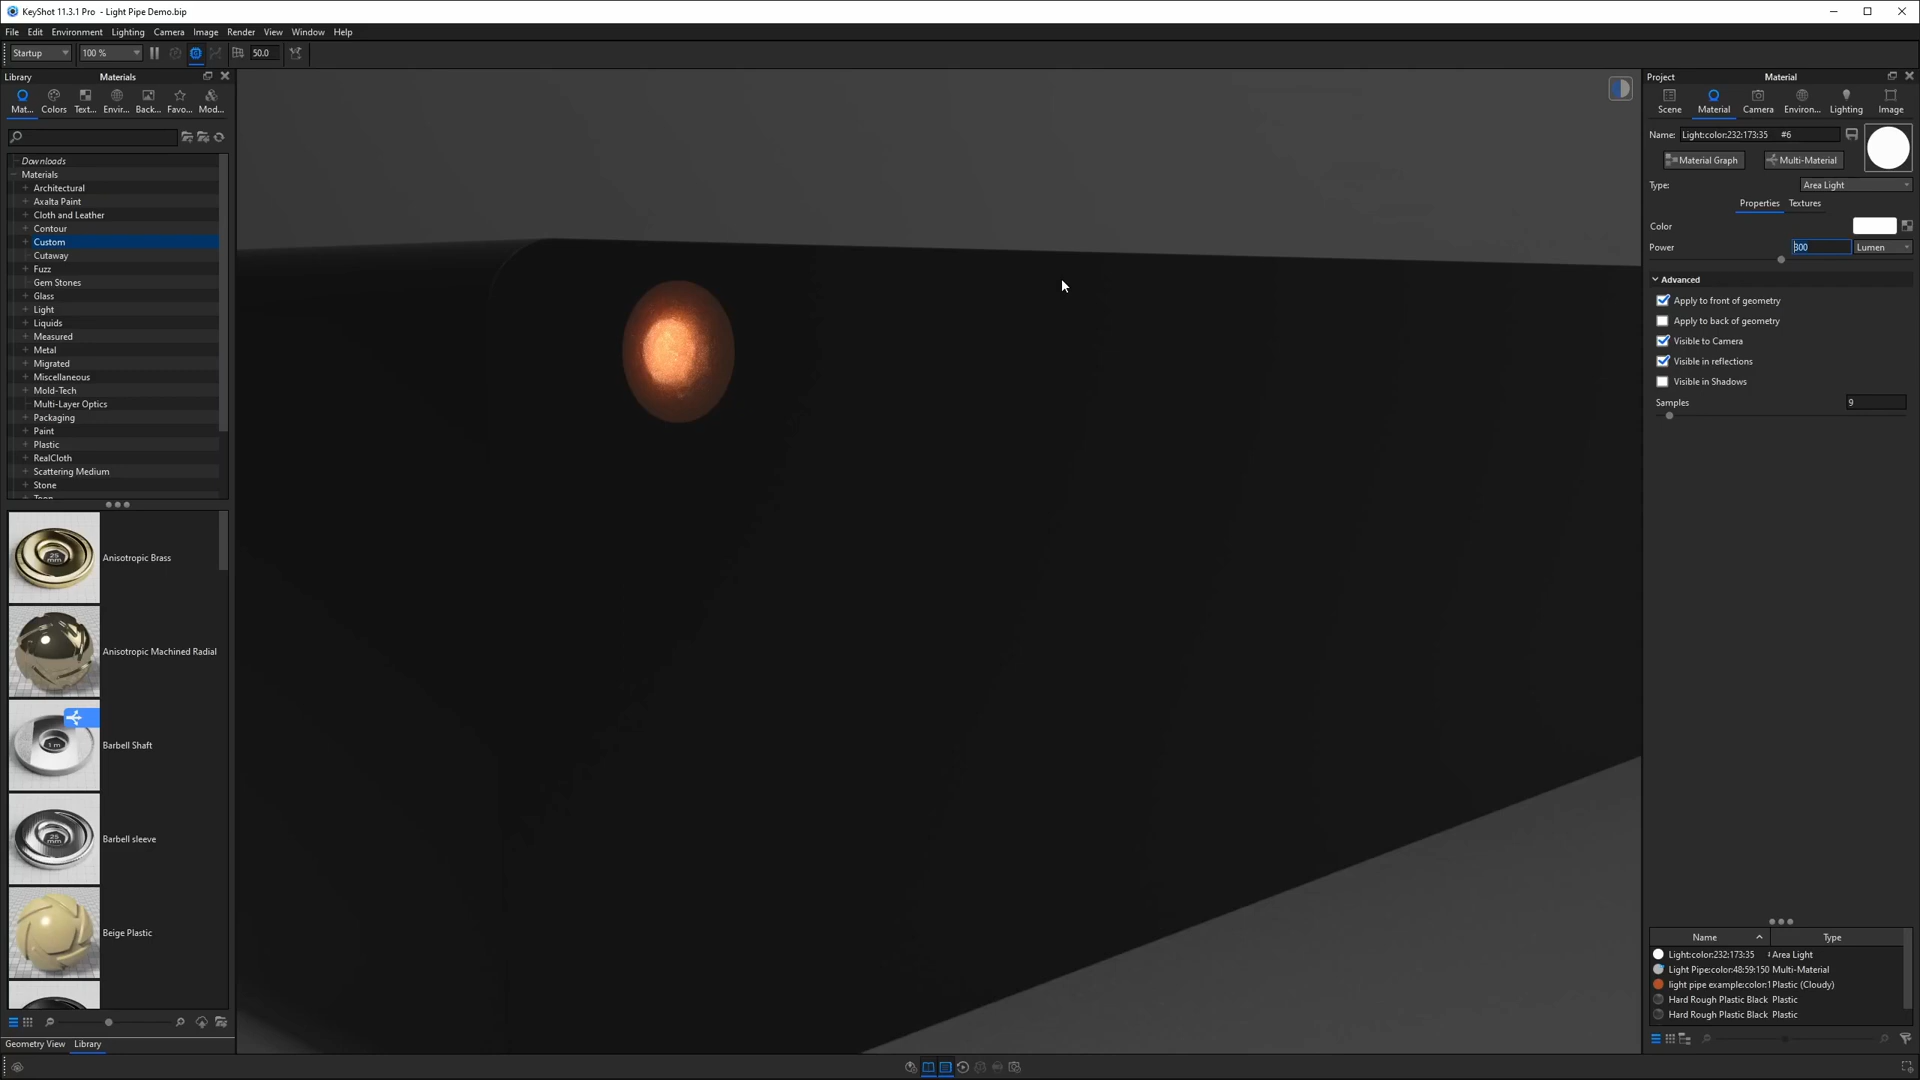 KeyShot 11.3.1 Pro - Light Pipe Demo.bip
File Edit Environment Lighting Camera Image Render View Window Help
Startup 100 % 50.0
Library Materials
Mat... Colors Text... Envir... Back... Favo... Mod...
Downloads
Materials
Architectural
Axalta Paint
Cloth and Leather
Contour
Custom
Cutaway
Fuzz
Gem Stones
Glass
Light
Liquids
Measured
Metal
Migrated
Miscellaneous
Mold-Tech
Multi-Layer Optics
Packaging
Paint
Plastic
RealCloth
Scattering Medium
Stone
Toon
Anisotropic Brass
Anisotropic Machined Radial
Barbell Shaft
Barbell sleeve
Beige Plastic
Geometry View Library
Project Material
Scene Material Camera Environ... Lighting Image
Name: Light:color:232:173:35 #6
Material Graph Multi-Material
Type: Area Light
Properties Textures
Color
Power 300 Lumen
Advanced
Apply to front of geometry
Apply to back of geometry
Visible to Camera
Visible in reflections
Visible in Shadows
Samples 9
Name Type
Light:color:232:173:35 Area Light
Light Pipe:color:48:59:150 Multi-Material
light pipe example:color:1 Plastic (Cloudy)
Hard Rough Plastic Black Plastic
Hard Rough Plastic Black Plastic